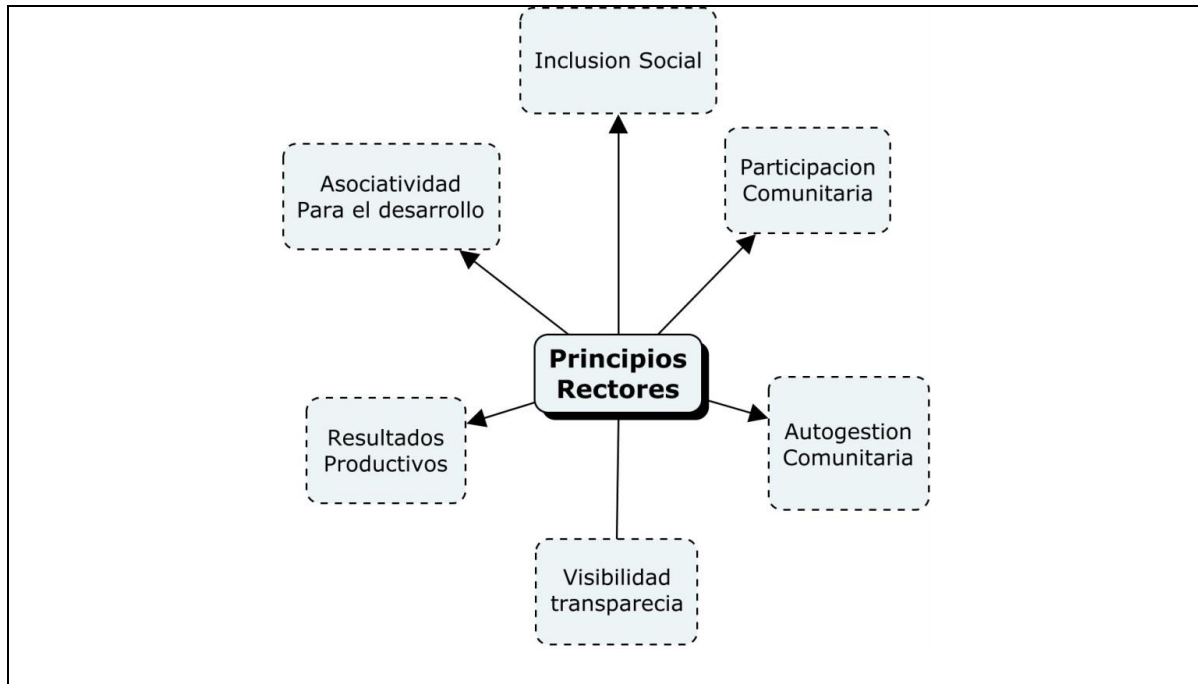 Inclusion Social
Participacion
Comunitaria
Asociatividad
Para el desarrollo
Principios
Rectores
Resultados
Productivos
Autogestion
Comunitaria
Visibilidad
transparecia